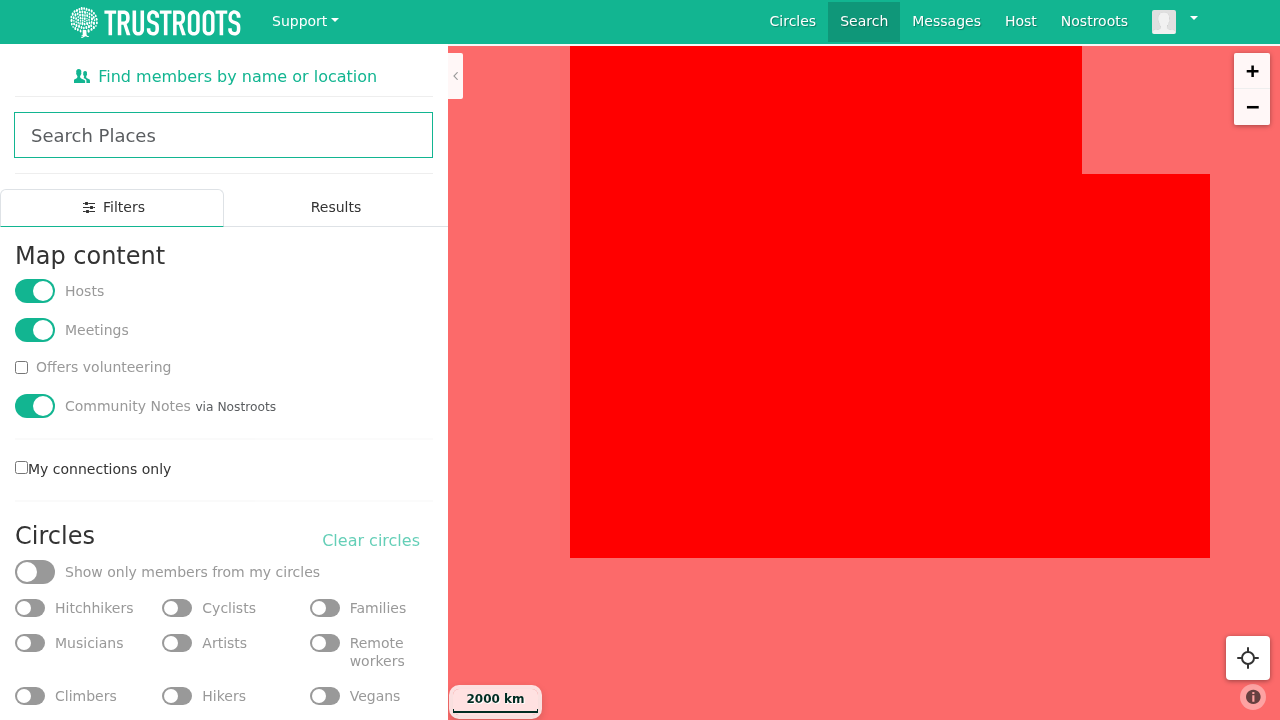 TRUSTROOTS Support Circles Search Messages Host Nostroots
Find members by name or location
Search Places
Filters Results
Map content
Hosts
Meetings
Offers volunteering
Community Notes via Nostroots
My connections only
Circles Clear circles
Show only members from my circles
Hitchhikers Cyclists Families
Musicians Artists Remote
workers
Climbers Hikers Vegans
+
−
2000 km